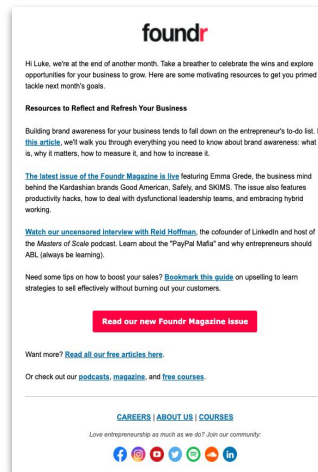 foundr
Hi Luke, we're at the end of another month. Take a breather to celebrate the wins and explore
opportunities for your business to grow. Here are some motivating resources to get you primed
tackle next month's goals.
Resources to Reflect and Refresh Your Business
Building brand awareness for your business tends to fall down on the entrepreneur's to-do list.
this article, we'll walk you through everything you need to know about brand awareness: what
is, why it matters, how to measure it, and how to increase it.
The latest issue of the Foundr Magazine is live featuring Emma Grede, the business mind
behind the Kardashian brands Good American, Safely, and SKIMS. The issue also features
productivity hacks, how to deal with dysfunctional leadership teams, and embracing hybrid
working.
Watch our uncensored interview with Reid Hoffman, the cofounder of LinkedIn and host of
the Masters of Scale podcast. Learn about the "PayPal Mafia" and why entrepreneurs should
ABL (always be learning).
Need some tips on how to boost your sales? Bookmark this guide on upselling to learn
strategies to sell effectively without burning out your customers.
Read our new Foundr Magazine issue
Want more? Read all our free articles here.
Or check out our podcasts, magazine, and free courses.
CAREERS | ABOUT US | COURSES
Love entrepreneurship as much as we do? Join our community: